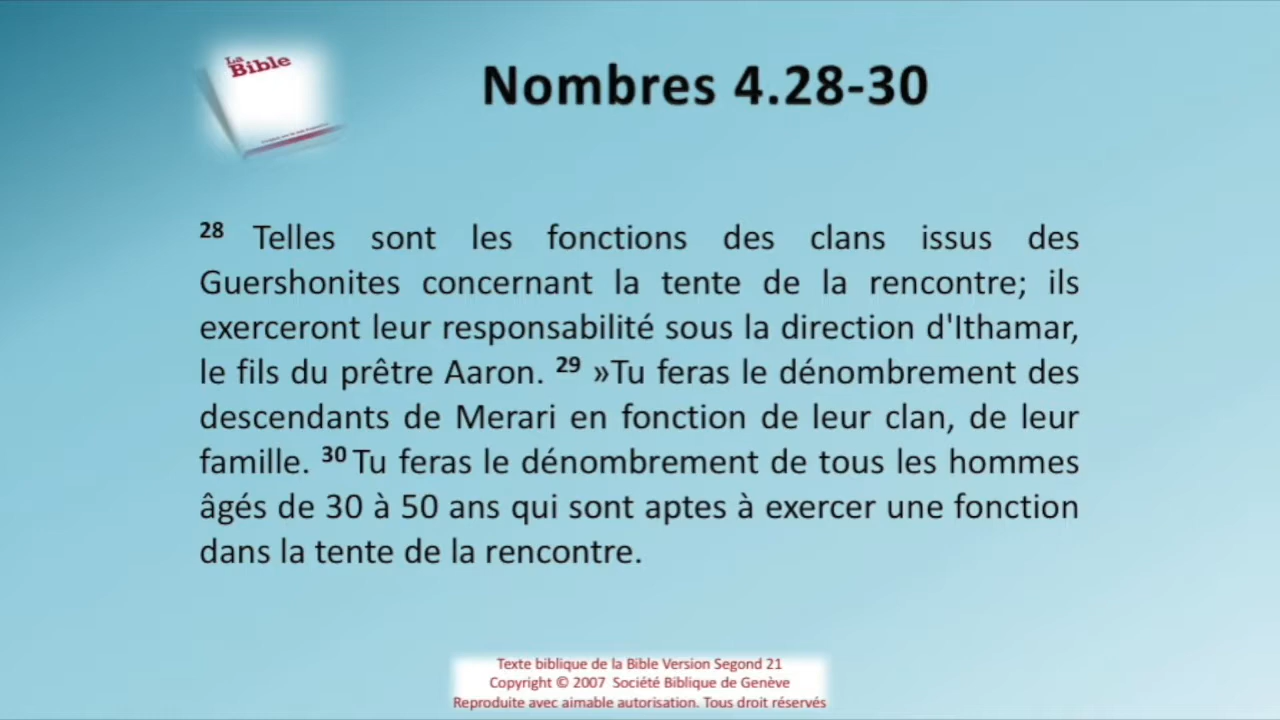 La
Bible
Nombres 4.28-30
28 Telles sont les fonctions des clans issus des
Guershonites concernant la tente de la rencontre; ils
exerceront leur responsabilité sous la direction d'Ithamar,
le fils du prêtre Aaron. 29 »Tu feras le dénombrement des
descendants de Merari en fonction de leur clan, de leur
famille. 30 Tu feras le dénombrement de tous les hommes
âgés de 30 à 50 ans qui sont aptes à exercer une fonction
dans la tente de la rencontre.
Texte biblique de la Bible Version Segond 21
Copyright © 2007 Société Biblique de Genève
Reproduite avec aimable autorisation. Tous droit réservés